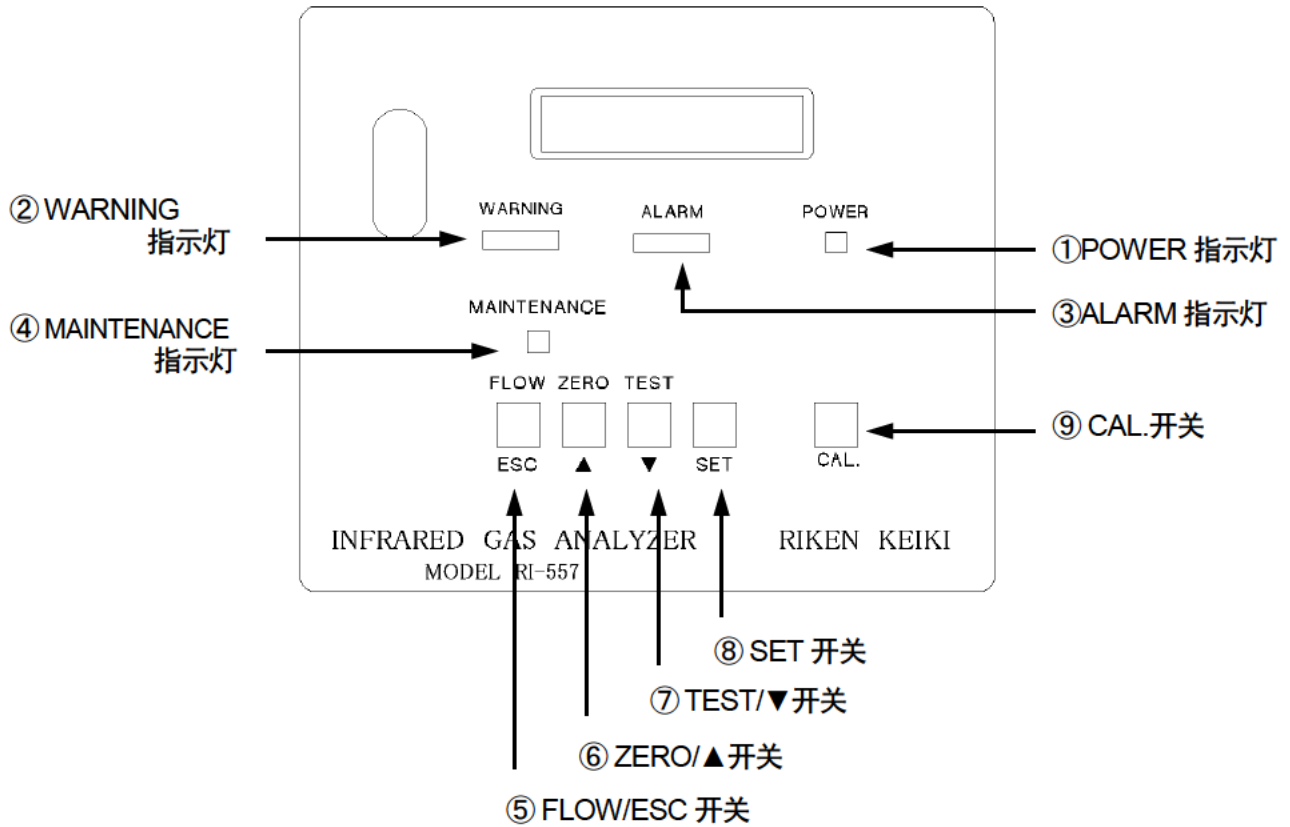 WARNING
ALARM
POWER
② WARNING
指示灯
①POWER 指示灯
MAINTENANCE
③ALARM 指示灯
④ MAINTENANCE
指示灯
FLOW ZERO TEST
⑨ CAL.开关
ESC ▲ ▼ SET
CAL.
INFRARED GAS ANALYZER
RIKEN KEIKI
MODEL RI-557
⑧ SET 开关
⑦ TEST/▼开关
⑥ ZERO/▲开关
⑤ FLOW/ESC 开关